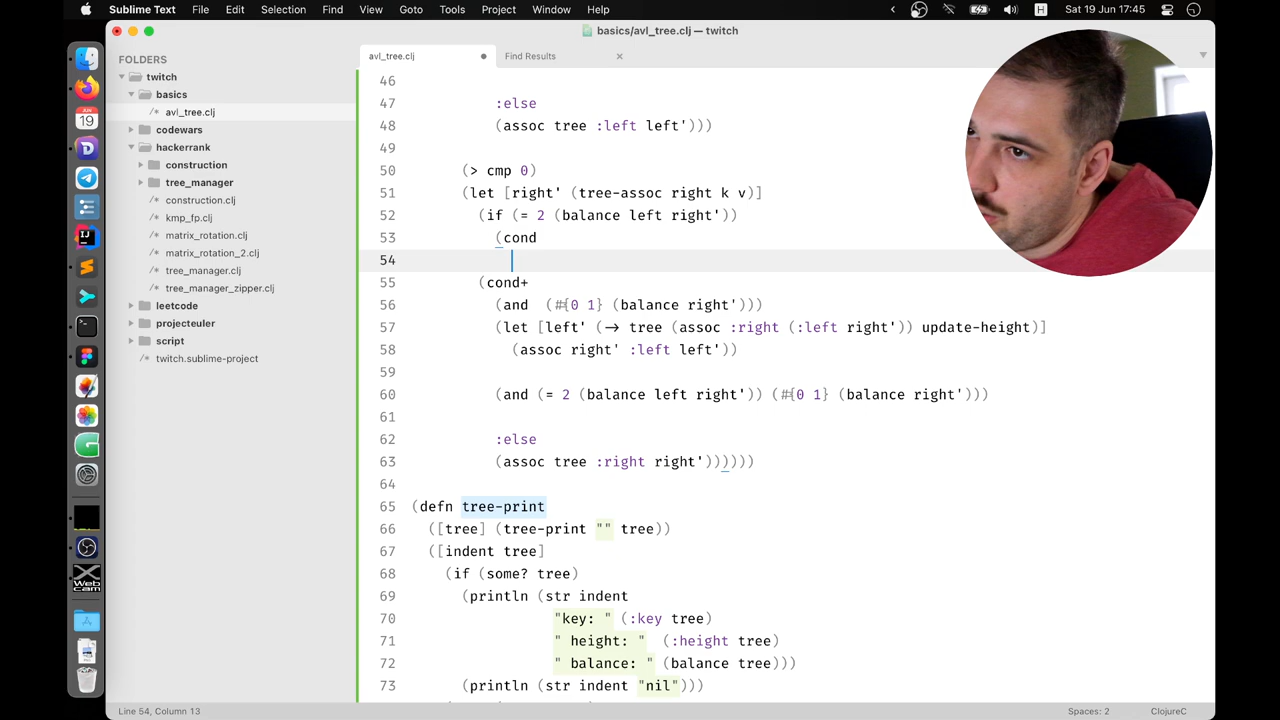 Sublime Text File Edit Selection Find View Goto Tools Project Window Help Sat 19 Jun 17:45
basics/avl_tree.clj — twitch
FOLDERS
twitch
basics
avl_tree.clj
codewars
hackerrank
construction
tree_manager
construction.clj
kmp_fp.clj
matrix_rotation.clj
matrix_rotation_2.clj
tree_manager.clj
tree_manager_zipper.clj
leetcode
projecteuler
script
twitch.sublime-project
avl_tree.clj Find Results
46
47 :else
48 (assoc tree :left left')))
49
50 (> cmp 0)
51 (let [right' (tree-assoc right k v)]
52 (if (= 2 (balance left right'))
53 (cond
54
55 (cond+
56 (and (#{0 1} (balance right')))
57 (let [left' (-> tree (assoc :right (:left right')) update-height)]
58 (assoc right' :left left'))
59
60 (and (= 2 (balance left right')) (#{0 1} (balance right')))
61
62 :else
63 (assoc tree :right right'))))))
64
65 (defn tree-print
66 ([tree] (tree-print "" tree))
67 ([indent tree]
68 (if (some? tree)
69 (println (str indent
70 "key: " (:key tree)
71 " height: " (:height tree)
72 " balance: " (balance tree)))
73 (println (str indent "nil")))
Line 54, Column 13 Spaces: 2 ClojureC